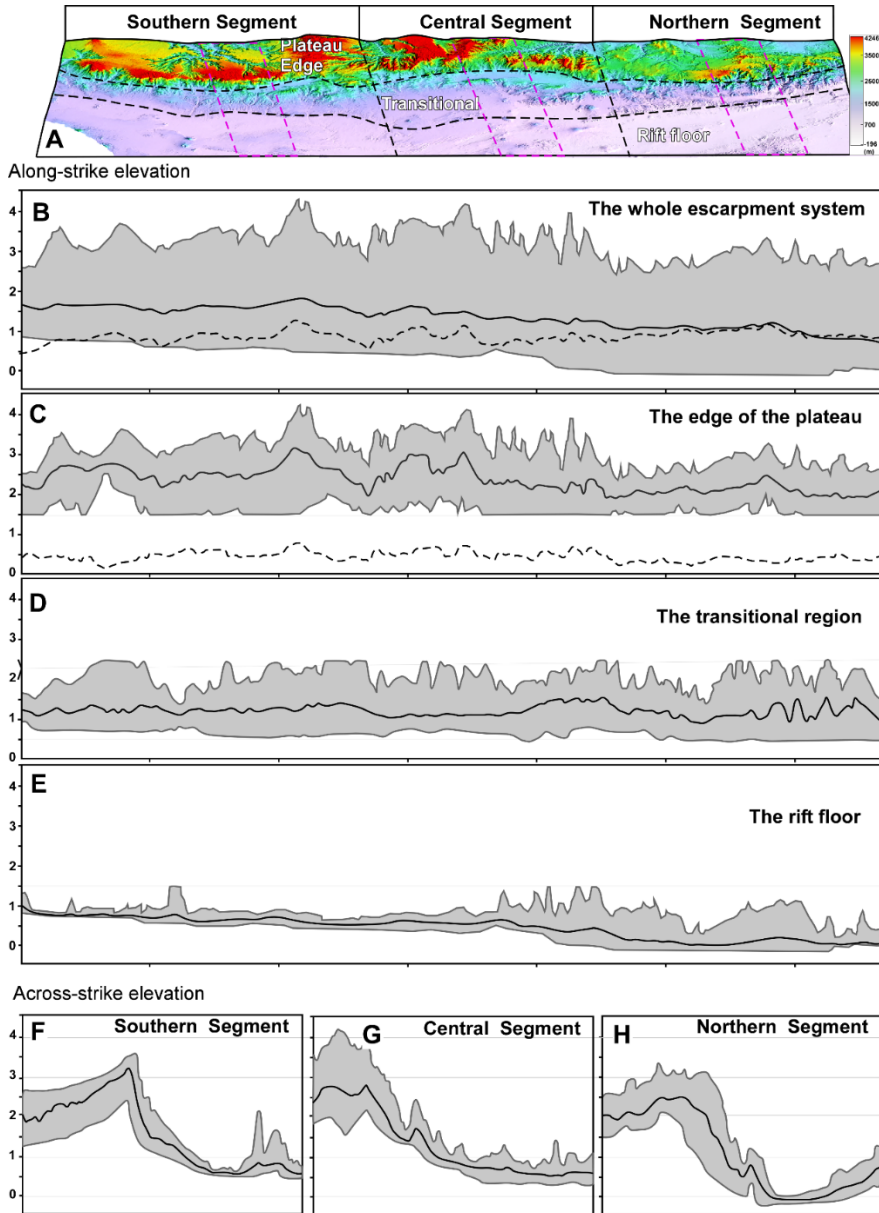 Southern Segment Central Segment Northern Segment
Plateau
Edge
Transitional
Rift floor
A
4246
3500
2500
1500
700
-196
(m)
Along-strike elevation
B
The whole escarpment system
4
3
2
1
0
C
The edge of the plateau
4
3
2
1
0
D
The transitional region
4
3
2
1
0
E
The rift floor
4
3
2
1
0
Across-strike elevation
F Southern Segment
G Central Segment
H Northern Segment
4
3
2
1
0